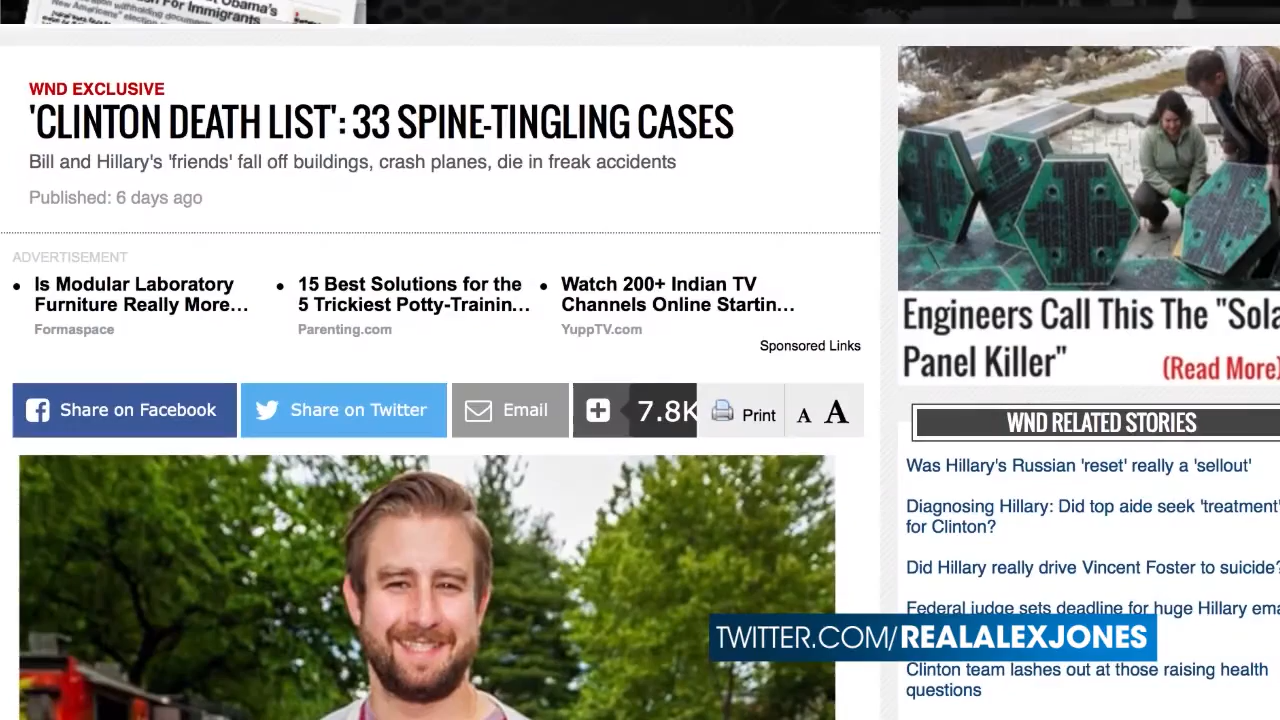 Obama's
h For Immigrants
New Americans' election
WND EXCLUSIVE
'CLINTON DEATH LIST': 33 SPINE-TINGLING CASES
Bill and Hillary's 'friends' fall off buildings, crash planes, die in freak accidents
Published: 6 days ago
ADVERTISEMENT
• Is Modular Laboratory
Furniture Really More…
Formaspace
• 15 Best Solutions for the
5 Trickiest Potty-Trainin…
Parenting.com
• Watch 200+ Indian TV
Channels Online Startin…
YuppTV.com
Sponsored Links
Share on Facebook
Share on Twitter
Email
7.8K
Print
A A
Engineers Call This The "Sola
Panel Killer"
(Read More)
WND RELATED STORIES
Was Hillary's Russian 'reset' really a 'sellout'
Diagnosing Hillary: Did top aide seek 'treatment'
for Clinton?
Did Hillary really drive Vincent Foster to suicide?
Federal judge sets deadline for huge Hillary ema
TWITTER.COM/REALALEXJONES
Clinton team lashes out at those raising health
questions